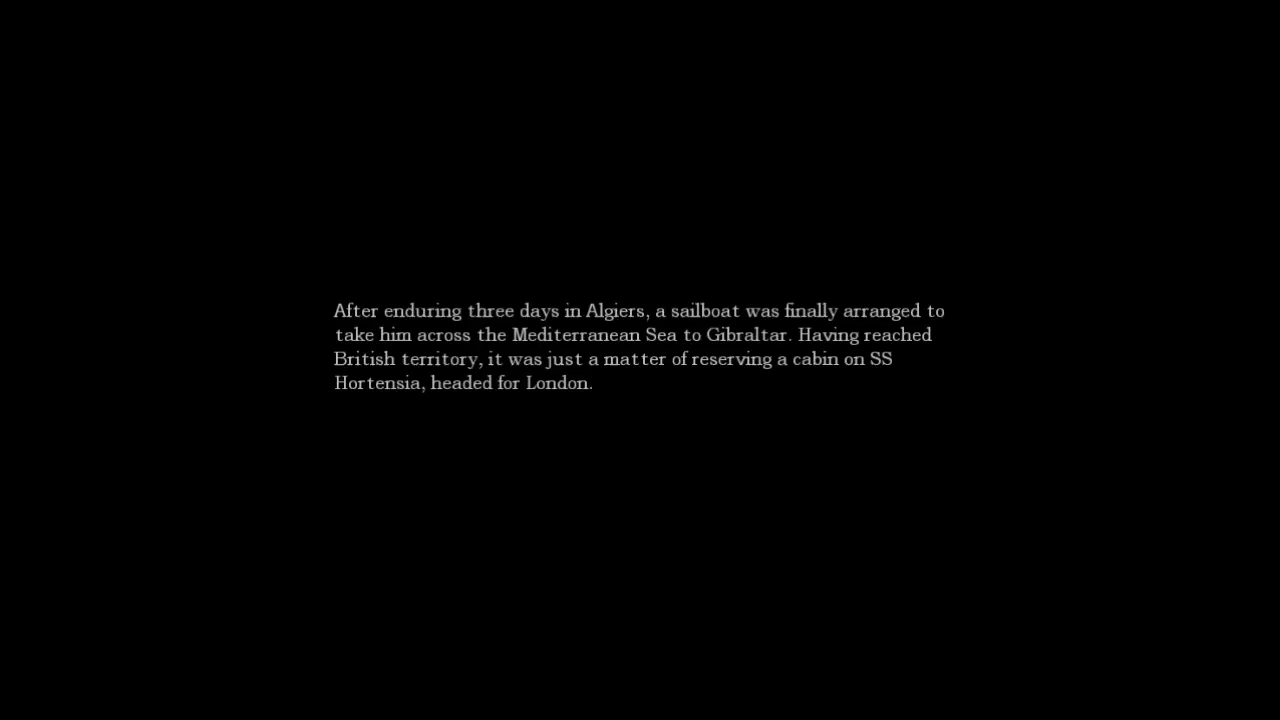 After enduring three days in Algiers, a sailboat was finally arranged to
take him across the Mediterranean Sea to Gibraltar. Having reached
British territory, it was just a matter of reserving a cabin on SS
Hortensia, headed for London.